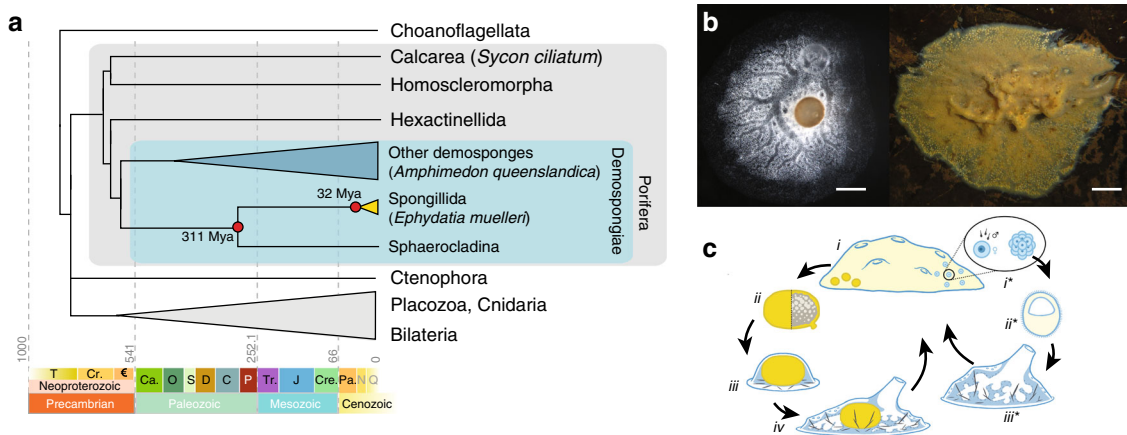 a
Choanoflagellata
Calcarea (Sycon ciliatum)
Homoscleromorpha
Hexactinellida
Other demosponges
(Amphimedon queenslandica)
32 Mya
Spongillida
(Ephydatia muelleri)
311 Mya
Sphaerocladina
Demospongiae
Porifera
Ctenophora
Placozoa, Cnidaria
Bilateria
1000
541
252.1
66
0
T Cr. €
Ca. O S D C P Tr. J Cre. Pa. N Q
Neoproterozoic
Precambrian Paleozoic Mesozoic Cenozoic
b
c
i
♂
♀
i*
ii
ii*
iii
iii*
iv